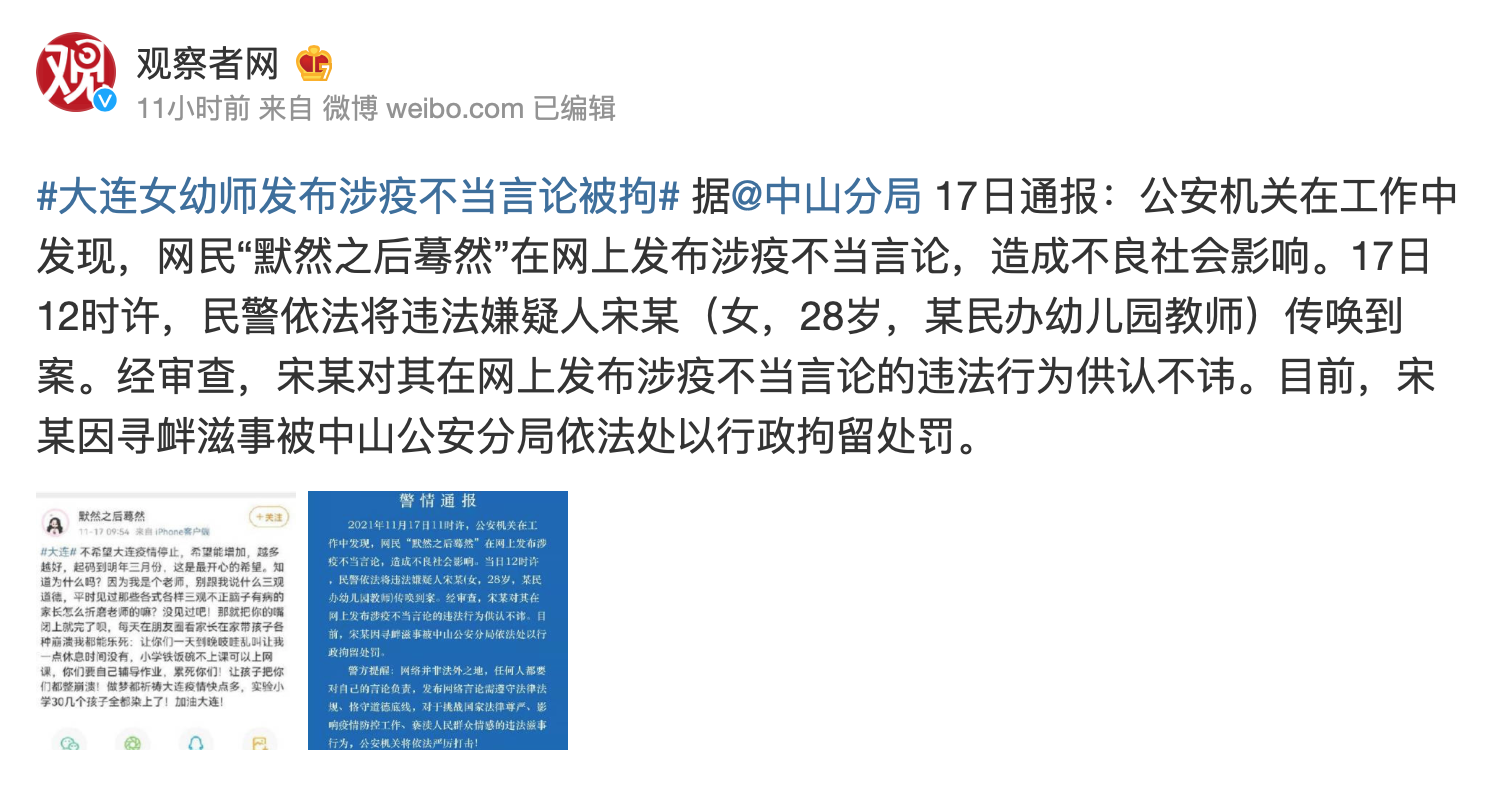 观
观察者网
7
11小时前 来自 微博 weibo.com 已编辑
#大连女幼师发布涉疫不当言论被拘# 据@中山分局 17日通报：公安机关在工作中
发现，网民“默然之后蓦然”在网上发布涉疫不当言论，造成不良社会影响。17日
12时许，民警依法将违法嫌疑人宋某（女，28岁，某民办幼儿园教师）传唤到
案。经审查，宋某对其在网上发布涉疫不当言论的违法行为供认不讳。目前，宋
某因寻衅滋事被中山公安分局依法处以行政拘留处罚。
默然之后蓦然
+关注
11-17 09:54 来自 iPhone客户端
#大连# 不希望大连疫情停止，希望能增加，越多
越好，起码到明年三月份，这是最开心的希望。知
道为什么吗？因为我是个老师，别跟我说什么三观
道德，平时见过那些各式各样三观不正脑子有病的
家长怎么折磨老师的嘛？没见过吧！那就把你的嘴
闭上就完了呗，每天在朋友圈看家长在家带孩子各
种崩溃我都能乐死：让你们一天到晚吱哇乱叫让我
一点休息时间没有，小学铁饭碗不上课可以上网
课，你们要自己辅导作业，累死你们！让孩子把你
们都整崩溃！做梦都祈祷大连疫情快点多，实验小
学30几个孩子全都染上了！加油大连！
警情通报
2021年11月17日11时许，公安机关在工
作中发现，网民“默然之后蓦然”在网上发布涉
疫不当言论，造成不良社会影响。当日12时许
，民警依法将违法嫌疑人宋某(女，28岁，某民
办幼儿园教师)传唤到案。经审查，宋某对其在
网上发布涉疫不当言论的违法行为供认不讳。目
前，宋某因寻衅滋事被中山公安分局依法处以行
政拘留处罚。
警方提醒：网络并非法外之地，任何人都要
对自己的言论负责，发布网络言论需遵守法律法
规、恪守道德底线，对于挑战国家法律尊严、影
响疫情防控工作、亵渎人民群众情感的违法滋事
行为，公安机关将依法严厉打击！